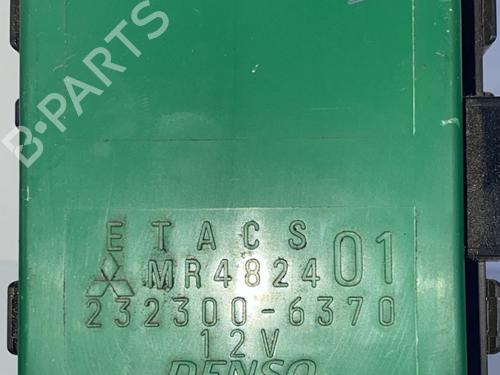 B-PARTS
ETACS
MR482401
232300-6370
12V
DENSO